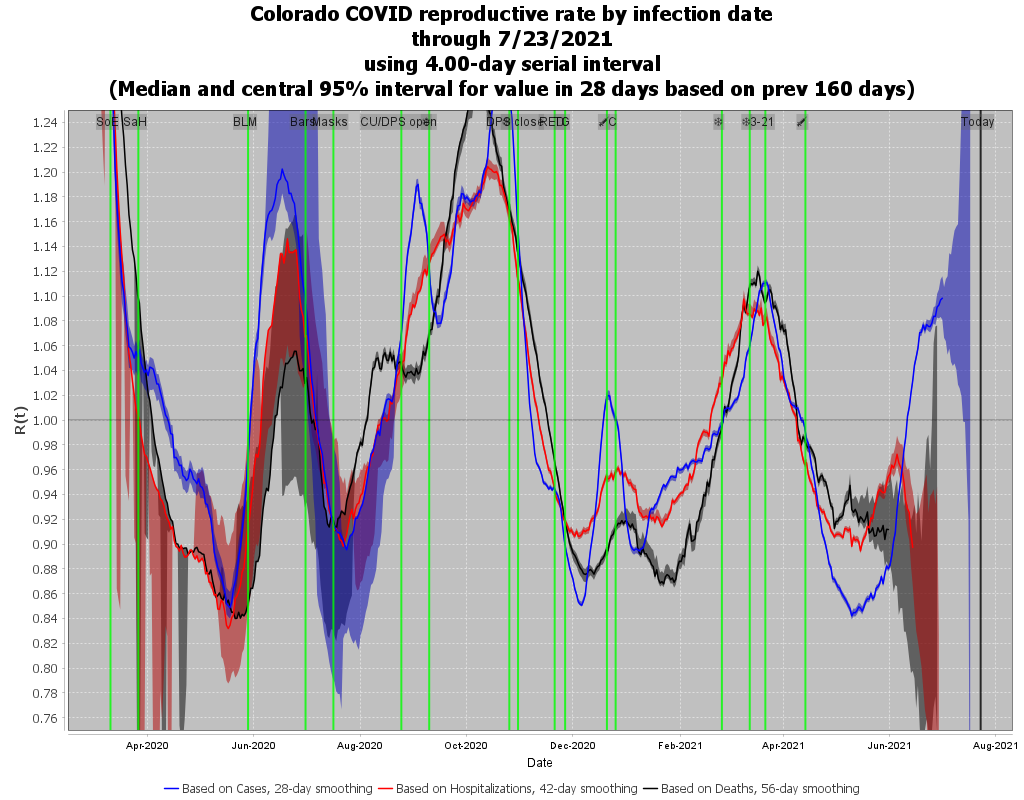 Colorado COVID reproductive rate by infection date
through 7/23/2021
using 4.00-day serial interval
(Median and central 95% interval for value in 28 days based on prev 160 days)
SoE SaH BLM Bars Masks CU/DPS open DPS close RED C 3-21 Today
1.24
1.22
1.20
1.18
1.16
1.14
1.12
1.10
1.08
1.06
1.04
1.02
1.00
0.98
0.96
0.94
0.92
0.90
0.88
0.86
0.84
0.82
0.80
0.78
0.76
R(t)
Apr-2020 Jun-2020 Aug-2020 Oct-2020 Dec-2020 Feb-2021 Apr-2021 Jun-2021 Aug-2021
Date
Based on Cases, 28-day smoothing Based on Hospitalizations, 42-day smoothing Based on Deaths, 56-day smoothing